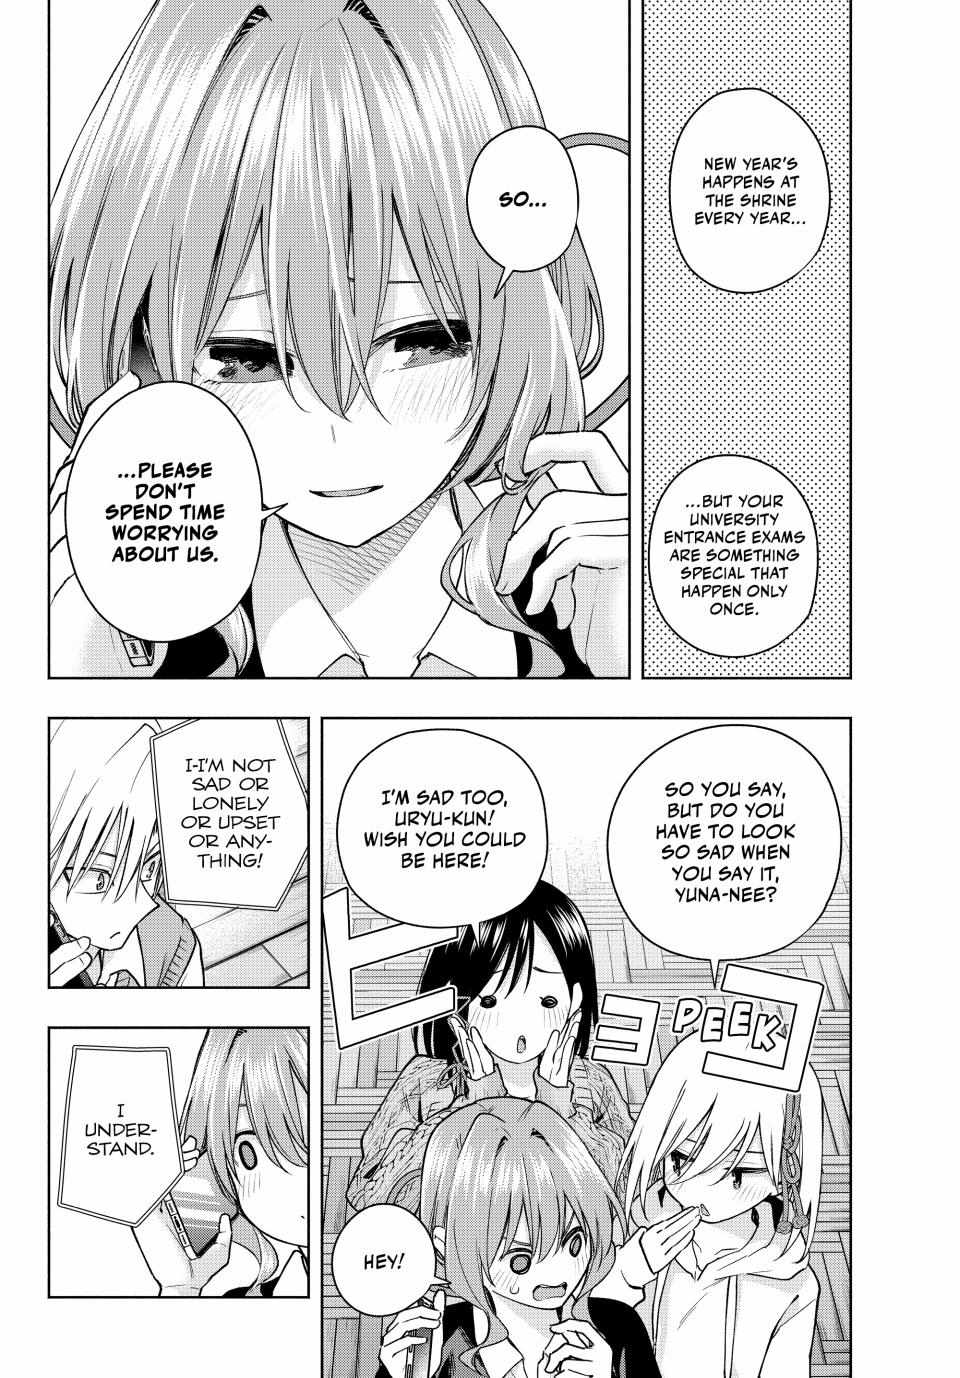 NEW YEAR'S
HAPPENS AT
THE SHRINE
EVERY YEAR...
...BUT YOUR
UNIVERSITY
ENTRANCE EXAMS
ARE SOMETHING
SPECIAL THAT
HAPPEN ONLY
ONCE.
SO...
...PLEASE
DON'T
SPEND TIME
WORRYING
ABOUT US.
SO YOU SAY,
BUT DO YOU
HAVE TO LOOK
SO SAD WHEN
YOU SAY IT,
YUNA-NEE?
I'M SAD TOO,
URYU-KUN!
WISH YOU COULD
BE HERE!
ヒョコ
PEEK
HEY!
I-I'M NOT
SAD OR
LONELY
OR UPSET
OR ANY-
THING!
I
UNDER-
STAND.